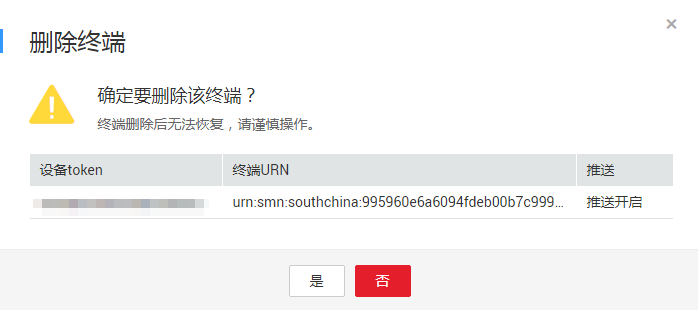 删除终端
确定要删除该终端？
终端删除后无法恢复，请谨慎操作。
设备token 终端URN 推送
urn:smn:southchina:995960e6a6094fdeb00b7c999... 推送开启
是 否